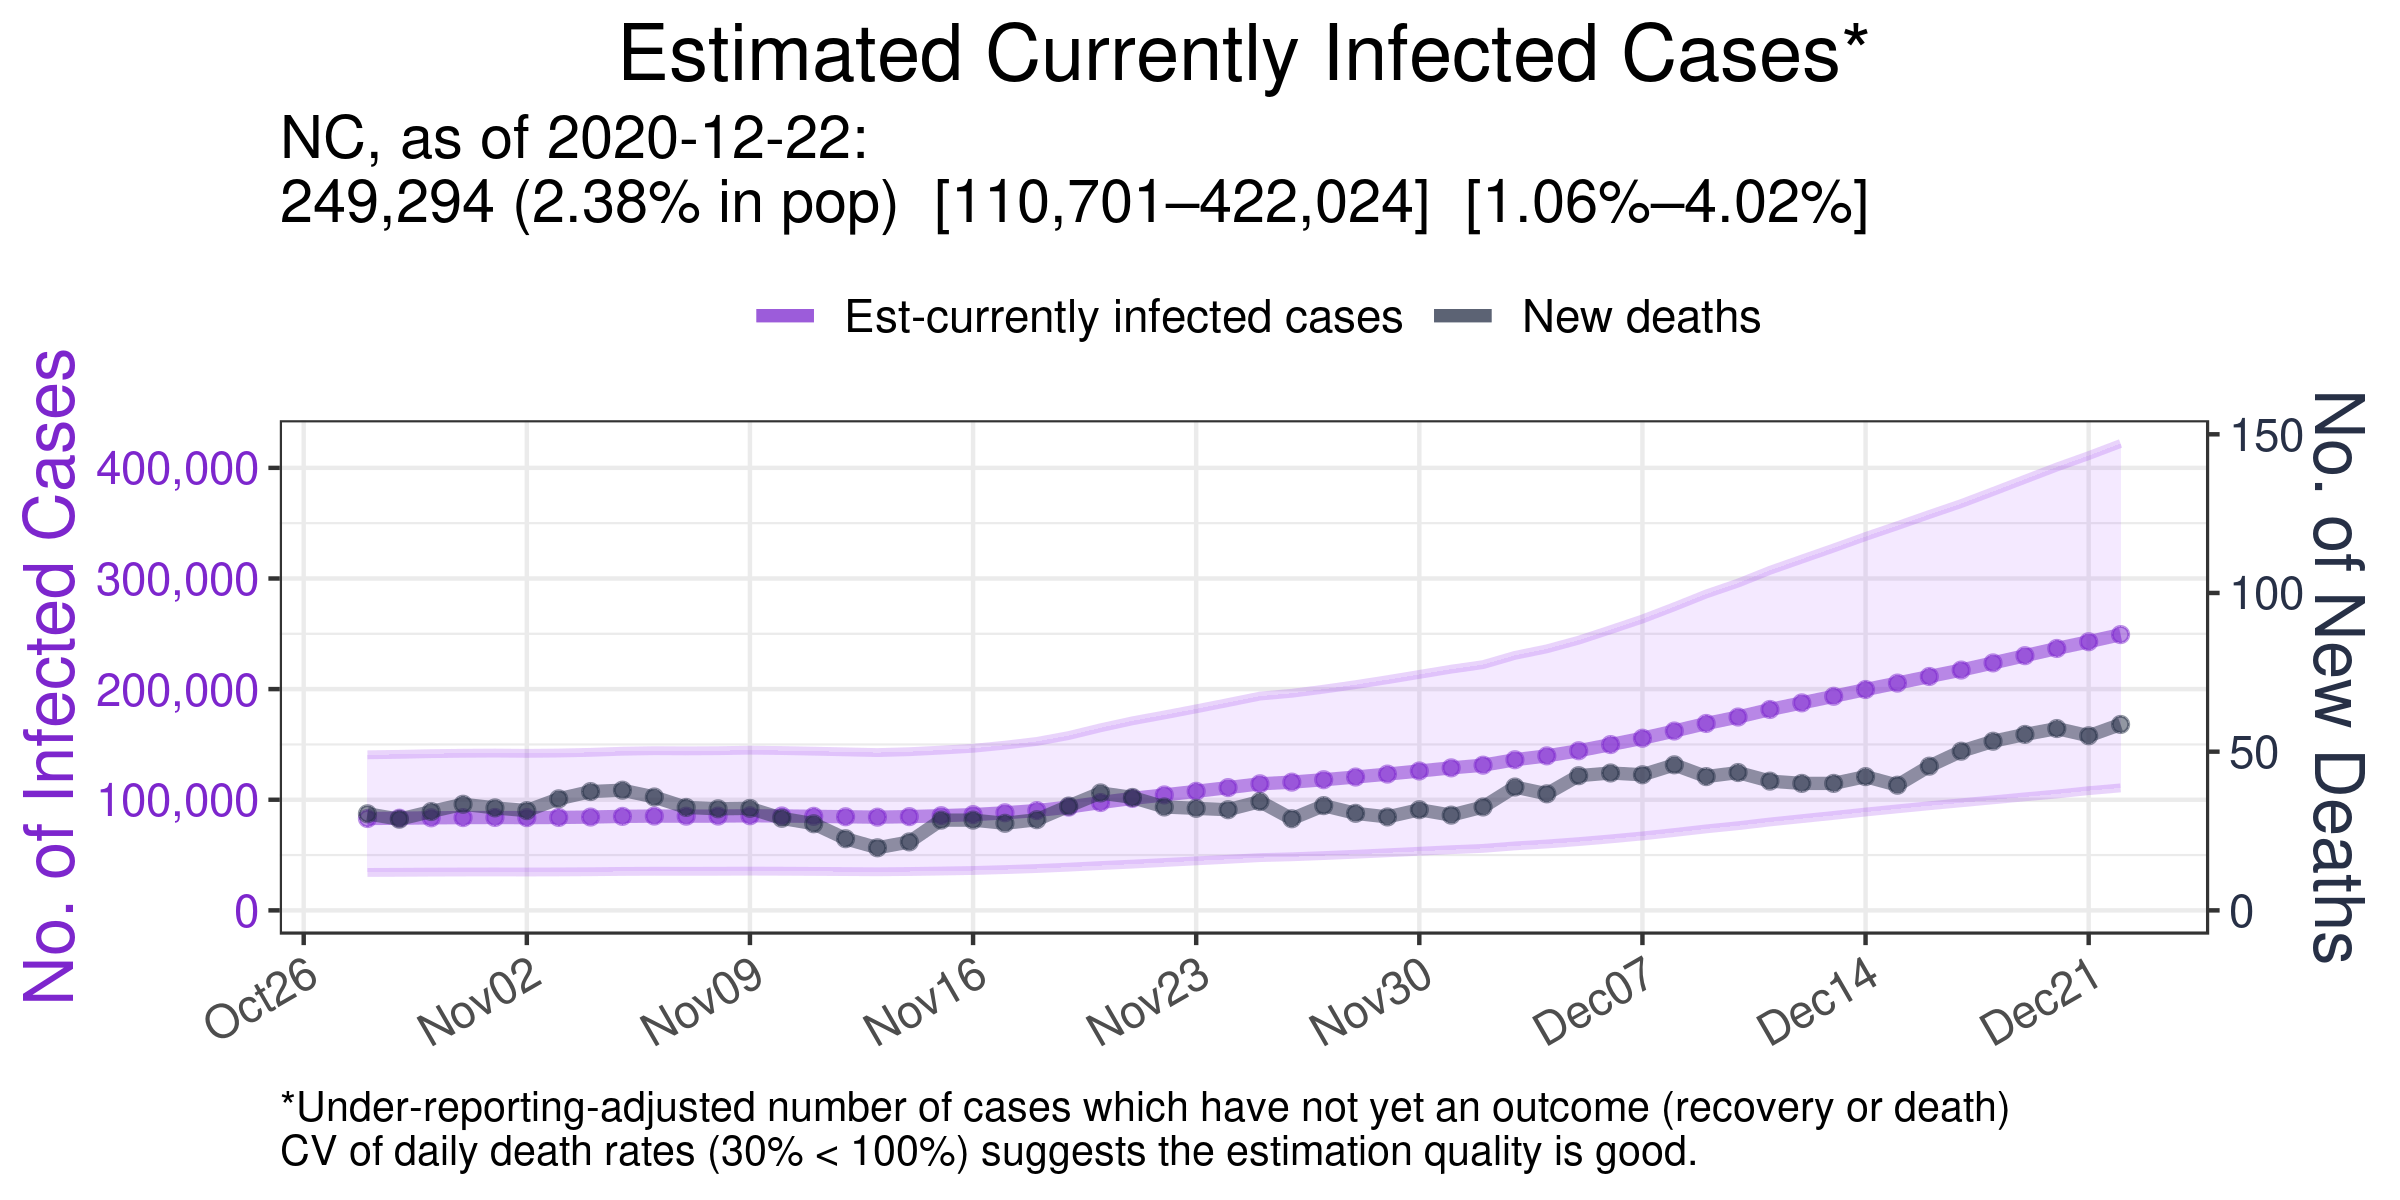 Estimated Currently Infected Cases*
NC, as of 2020-12-22:
249,294 (2.38% in pop)  [110,701–422,024]  [1.06%–4.02%]
Est-currently infected cases
New deaths
No. of Infected Cases
400,000
300,000
200,000
100,000
0
150
100
50
0
No. of New Deaths
Oct26
Nov02
Nov09
Nov16
Nov23
Nov30
Dec07
Dec14
Dec21
*Under-reporting-adjusted number of cases which have not yet an outcome (recovery or death)
CV of daily death rates (30% < 100%) suggests the estimation quality is good.